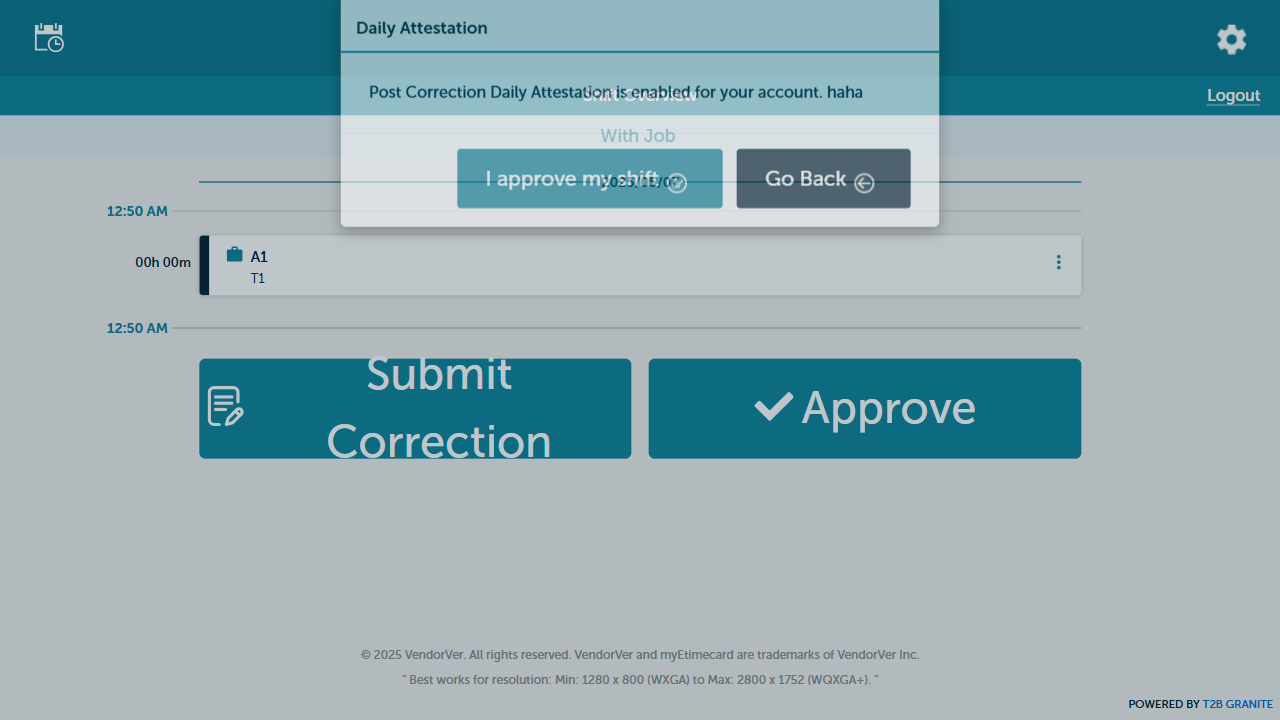 Daily Attestation
Post Correction Daily Attestation is enabled for your account. haha
Shift Overview
Logout
With Job
I approve my shift
Go Back
12:50 AM
00h 00m
A1
T1
12:50 AM
Submit
Correction
Approve
© 2025 VendorVer. All rights reserved. VendorVer and myEtimecard are trademarks of VendorVer Inc.
" Best works for resolution: Min: 1280 x 800 (WXGA) to Max: 2800 x 1752 (WQXGA+). "
POWERED BY T2B GRANITE